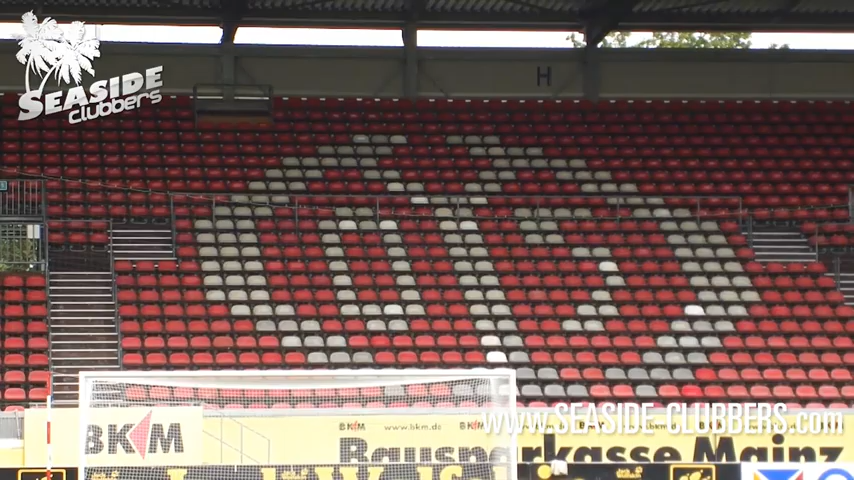 SEASIDE
Clubbers
H
BKM
BKM www.bkm.de BKM
www.SEASIDE-CLUBBERS.com
Bausparkasse Mainz